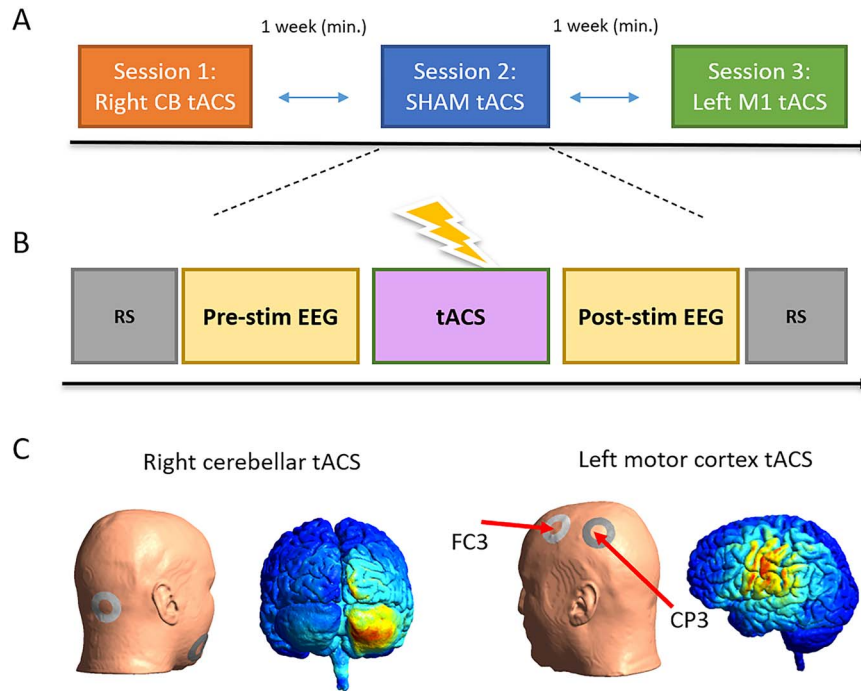 A
1 week (min.)
1 week (min.)
Session 1:
Right CB tACS
Session 2:
SHAM tACS
Session 3:
Left M1 tACS
B
RS
Pre-stim EEG
tACS
Post-stim EEG
RS
C
Right cerebellar tACS
Left motor cortex tACS
FC3
CP3